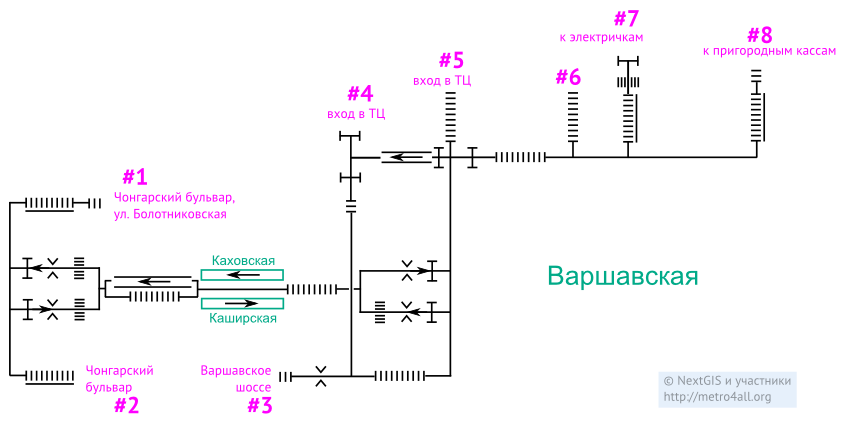 #7
к электричкам
#8
к пригородным кассам
#5
вход в ТЦ
#6
#4
вход в ТЦ
#1
Чонгарский бульвар,
ул. Болотниковская
Каховская
Каширская
Варшавская
Чонгарский
бульвар
#2
Варшавское
шоссе
#3
© NextGIS и участники
http://metro4all.org